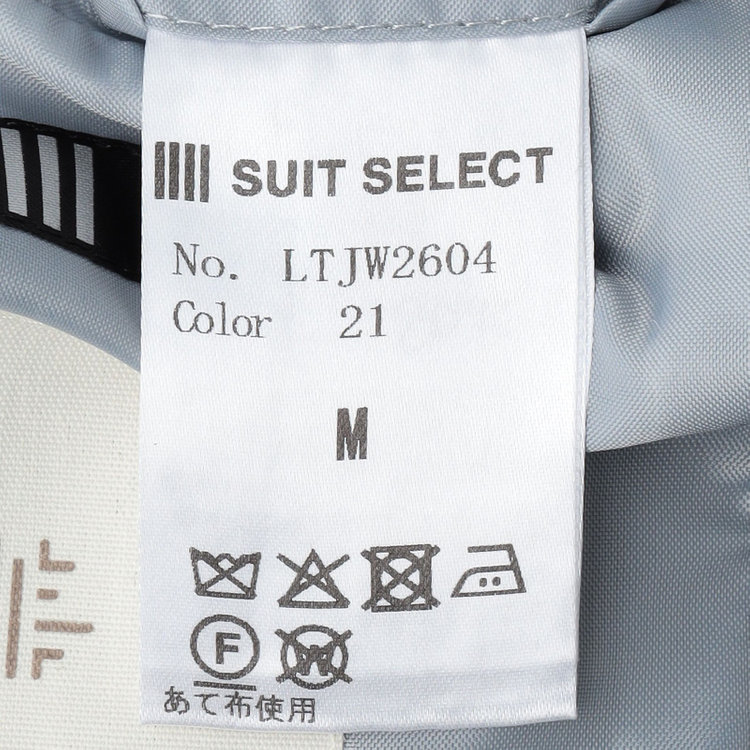 SUIT SELECT
No. LTJW2604
Color 21
M
F W
あて布使用